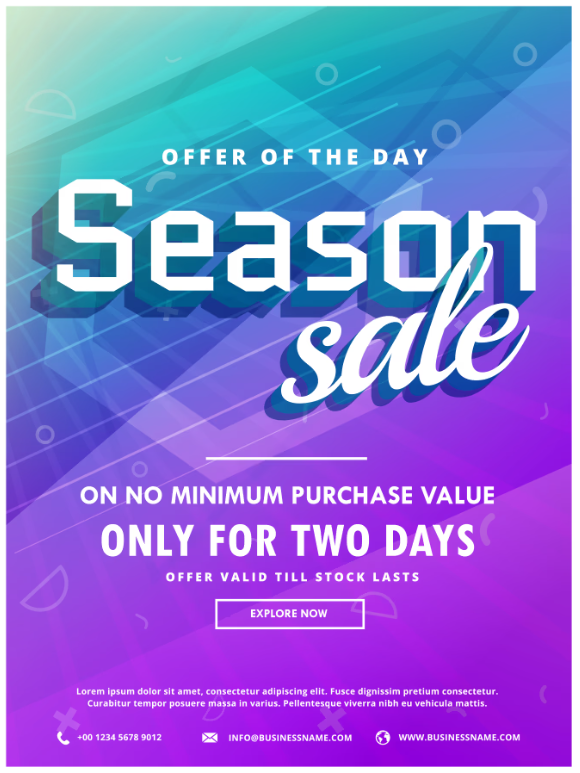 OFFER OF THE DAY
Season
sale
ON NO MINIMUM PURCHASE VALUE
ONLY FOR TWO DAYS
OFFER VALID TILL STOCK LASTS
EXPLORE NOW
Lorem ipsum dolor sit amet, consectetur adipiscing elit. Fusce dignissim pretium consectetur.
Curabitur tempor posuere massa in varius. Pellentesque viverra nibh eu vehicula mattis.
+00 1234 5678 9012 INFO@BUSINESSNAME.COM WWW.BUSINESSNAME.COM